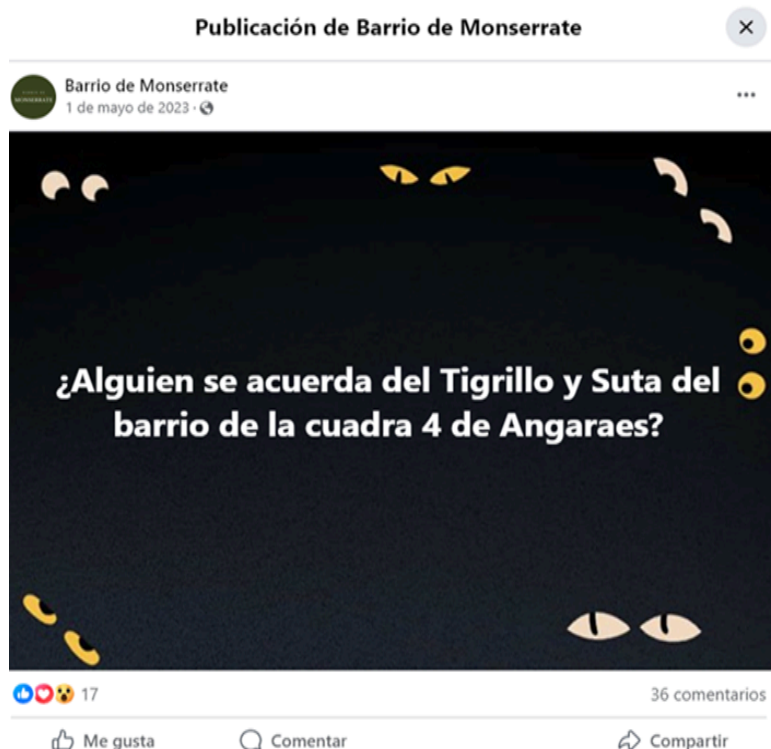 Publicación de Barrio de Monserrate
Barrio de Monserrate
1 de mayo de 2023 ·
¿Alguien se acuerda del Tigrillo y Suta del
barrio de la cuadra 4 de Angaraes?
17
36 comentarios
Me gusta
Comentar
Compartir